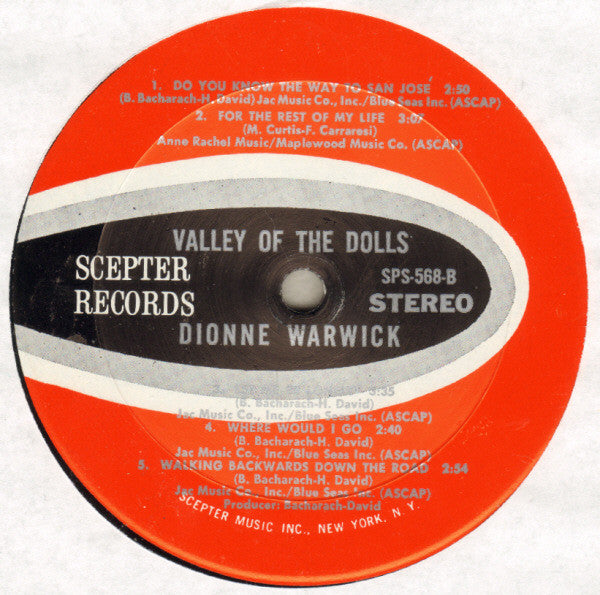 1. DO YOU KNOW THE WAY TO SAN JOSÉ 2:50
(B. Bacharach-H. David) Jac Music Co., Inc./Blue Seas Inc. (ASCAP)
2. FOR THE REST OF MY LIFE 3:07
(M. Curtis-F. Carraresi)
Anne Rachel Music/Maplewood Music Co. (ASCAP)
VALLEY OF THE DOLLS
SCEPTER
RECORDS
SPS-568-B
STEREO
DIONNE WARWICK
3:35
(B. Bacharach-H. David)
Jac Music Co., Inc./Blue Seas Inc. (ASCAP)
4. WHERE WOULD I GO 2:40
(B. Bacharach-H. David)
Jac Music Co., Inc./Blue Seas Inc. (ASCAP)
5. WALKING BACKWARDS DOWN THE ROAD 2:54
(B. Bacharach-H. David)
Jac Music Co., Inc./Blue Seas Inc. (ASCAP)
Producer: Bacharach-David
SCEPTER MUSIC INC., NEW YORK, N.Y.